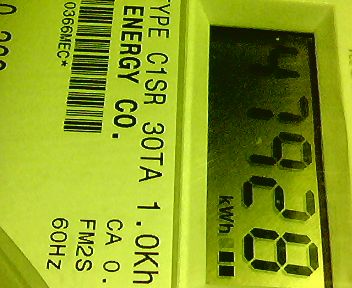 47928
kWh
TYPE C1SR 30TA 1.0Kh
ENERGY CO.
CA 0.
FM2S
0366MEC*
60Hz